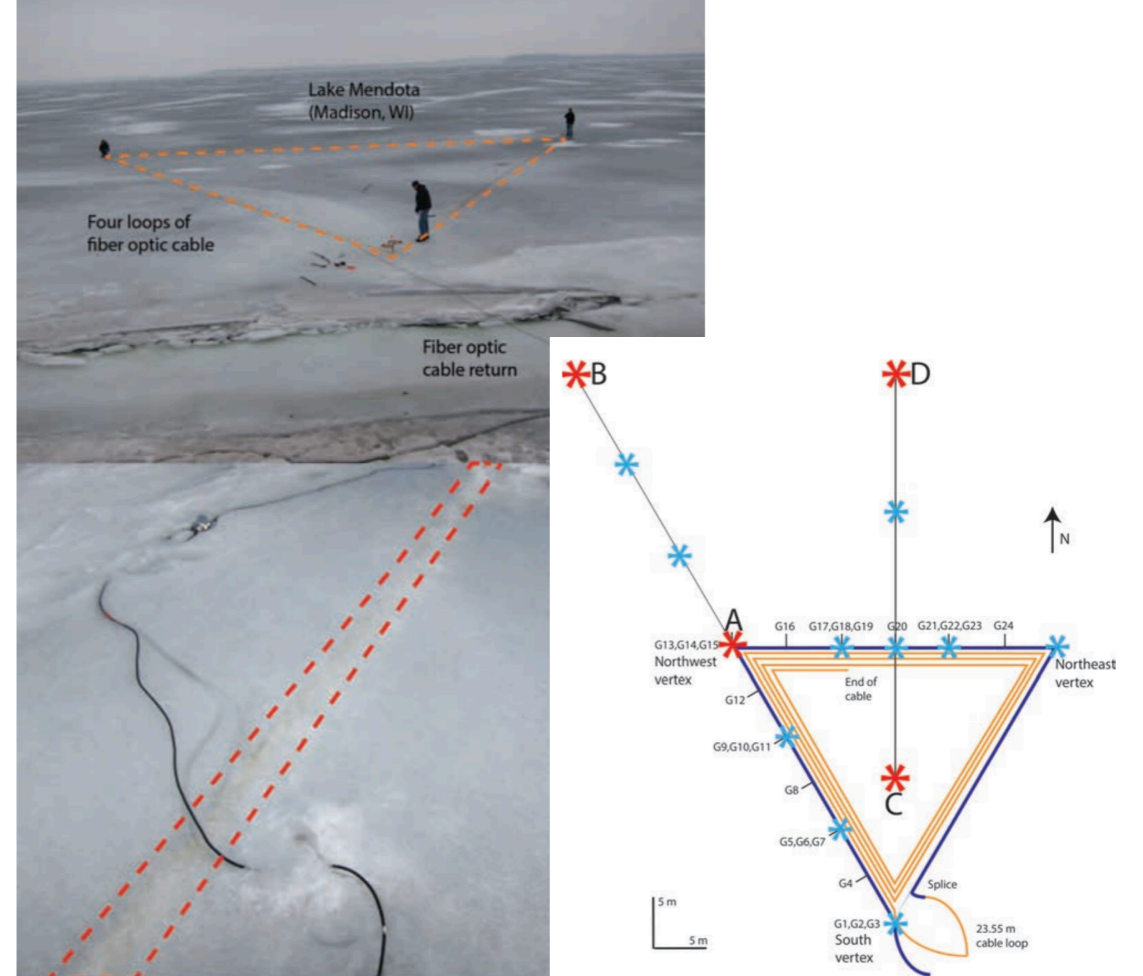 Lake Mendota
(Madison, WI)
Four loops of
fiber optic cable
Fiber optic
cable return
B
D
N
A
G16
G17,G18,G19
G20
G21,G22,G23
G24
G13,G14,G15
Northwest
vertex
Northeast
vertex
End of
cable
G12
G9,G10,G11
C
G8
G5,G6,G7
G4
Splice
G1,G2,G3
South
vertex
23.55 m
cable loop
5 m
5 m